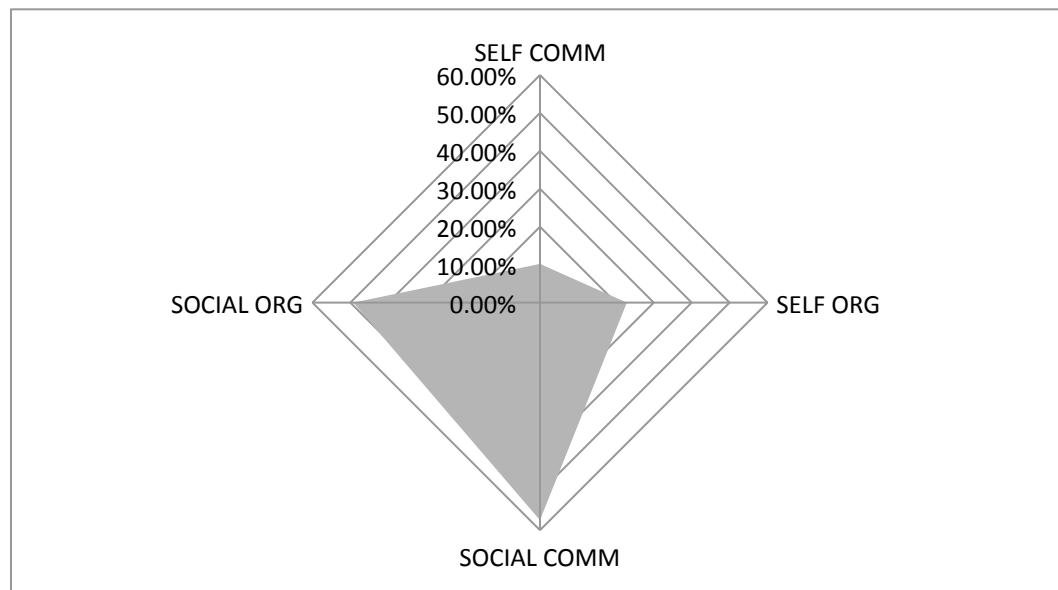 SELF COMM
60.00%
50.00%
40.00%
30.00%
20.00%
10.00%
0.00%
SOCIAL ORG
SELF ORG
SOCIAL COMM